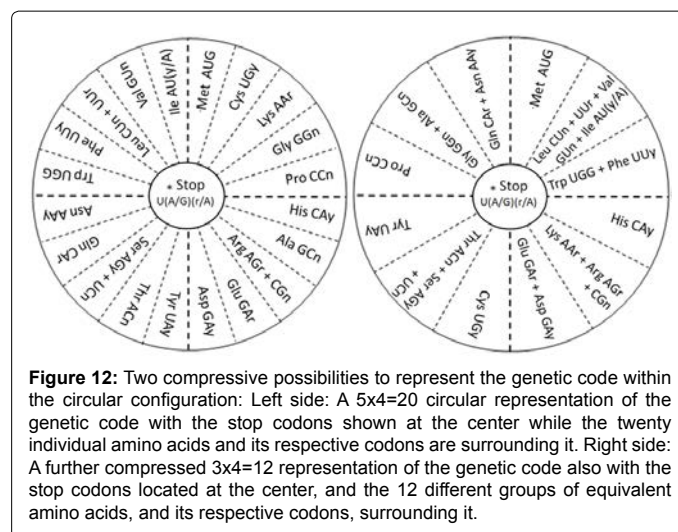 Met AUG
Cys UGy
Lys AAr
Gly GGn
Pro CCn
His CAy
Ala GCn
Arg AGr + CGn
Glu GAr
Asp GAy
Tyr UAy
Thr ACn
Ser AGy + UCn
Gln CAr
Asn AAy
Trp UGG
Phe UUy
Leu CUn + UUr
Val GUn
Ile AU(y/A)
* Stop
U(A/G)(r/A)
Met AUG
Leu CUn + UUr + Val
GUn + Ile AU(y/A)
Trp UGG + Phe UUy
His CAy
Lys AAr + Arg AGr
+ CGn
Glu GAr + Asp GAy
Cys UGy
Thr ACn + Ser AGy
+ UCn
Tyr UAy
Pro CCn
Gly GGn + Ala GCn
Gln CAr + Asn AAy
* Stop
U(A/G)(r/A)
Figure 12: Two compressive possibilities to represent the genetic code within
the circular configuration: Left side: A 5x4=20 circular representation of the
genetic code with the stop codons shown at the center while the twenty
individual amino acids and its respective codons are surrounding it. Right side:
A further compressed 3x4=12 representation of the genetic code also with the
stop codons located at the center, and the 12 different groups of equivalent
amino acids, and its respective codons, surrounding it.